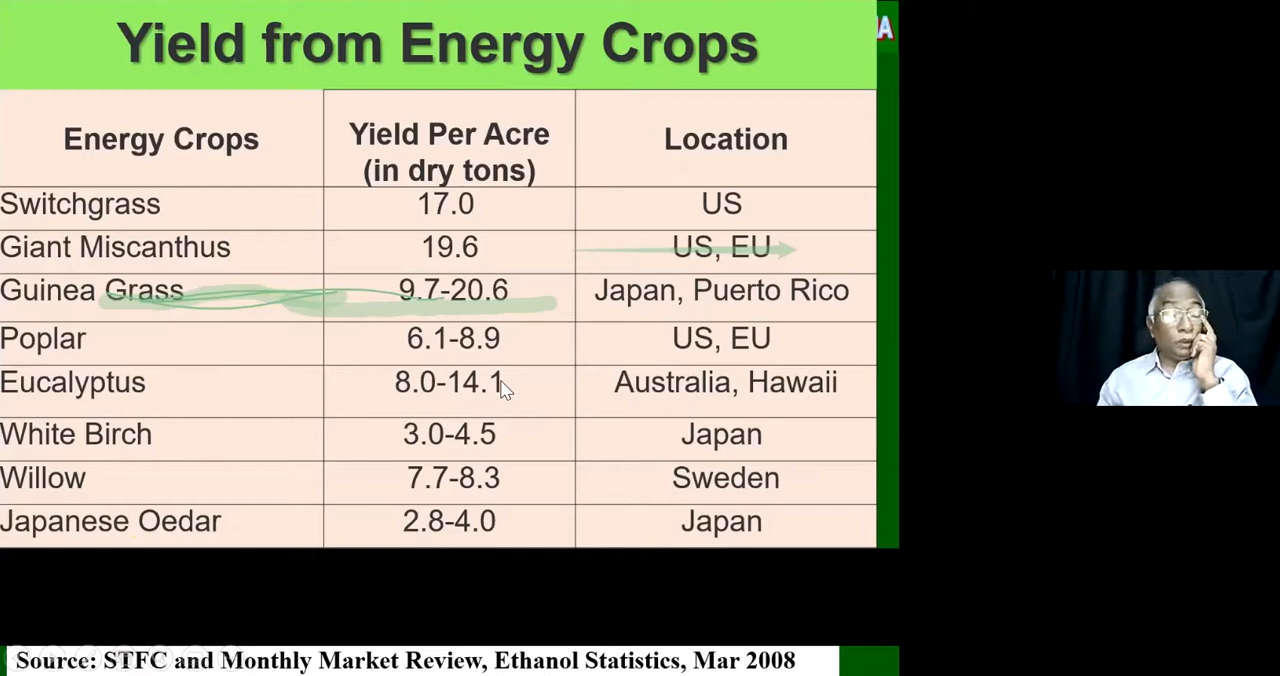 Yield from Energy Crops
A
Energy Crops Yield Per Acre (in dry tons) Location
Switchgrass 17.0 US
Giant Miscanthus 19.6 US, EU
Guinea Grass 9.7-20.6 Japan, Puerto Rico
Poplar 6.1-8.9 US, EU
Eucalyptus 8.0-14.1 Australia, Hawaii
White Birch 3.0-4.5 Japan
Willow 7.7-8.3 Sweden
Japanese Oedar 2.8-4.0 Japan
Source: STFC and Monthly Market Review, Ethanol Statistics, Mar 2008